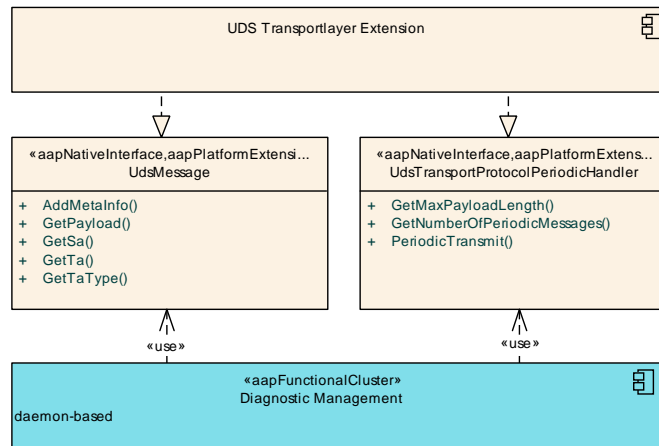 UDS Transportlayer Extension
«aapNativeInterface,aapPlatformExtensi...
UdsMessage
+ AddMetaInfo()
+ GetPayload()
+ GetSa()
+ GetTa()
+ GetTaType()
«aapNativeInterface,aapPlatformExtens...
UdsTransportProtocolPeriodicHandler
+ GetMaxPayloadLength()
+ GetNumberOfPeriodicMessages()
+ PeriodicTransmit()
«use»
«use»
«aapFunctionalCluster»
Diagnostic Management
daemon-based